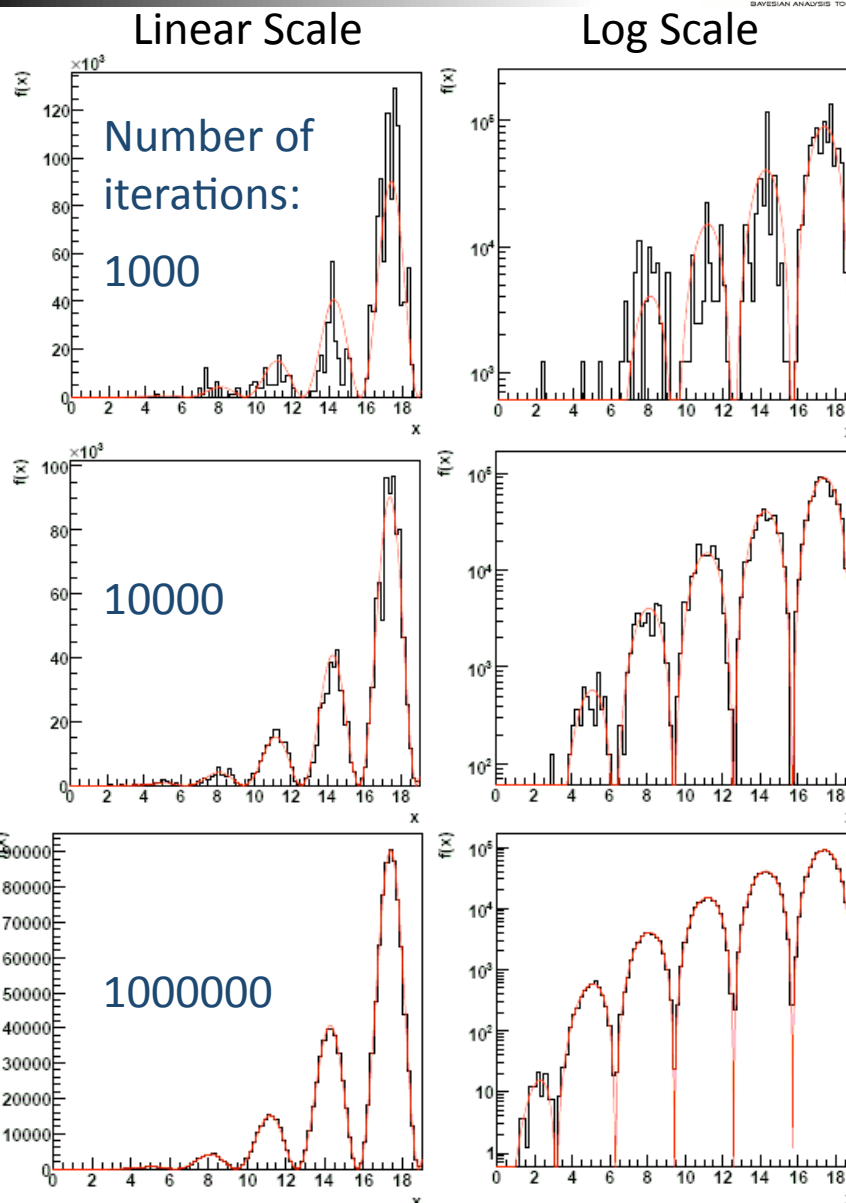 BAYESIAN ANALYSIS TO
Linear Scale
Log Scale
×10³
f(x)
120
100
80
60
40
20
0
Number of
iterations:
1000
0 2 4 6 8 10 12 14 16 18
x
f(x)
10⁵
10⁴
10³
0 2 4 6 8 10 12 14 16 18
×10³
f(x)
100
80
60
40
20
0
10000
0 2 4 6 8 10 12 14 16 18
x
f(x)
10⁵
10⁴
10³
10²
0 2 4 6 8 10 12 14 16 18
90000
80000
70000
60000
50000
40000
30000
20000
10000
0
1000000
0 2 4 6 8 10 12 14 16 18
x
f(x)
10⁵
10⁴
10³
10²
10
1
0 2 4 6 8 10 12 14 16 18